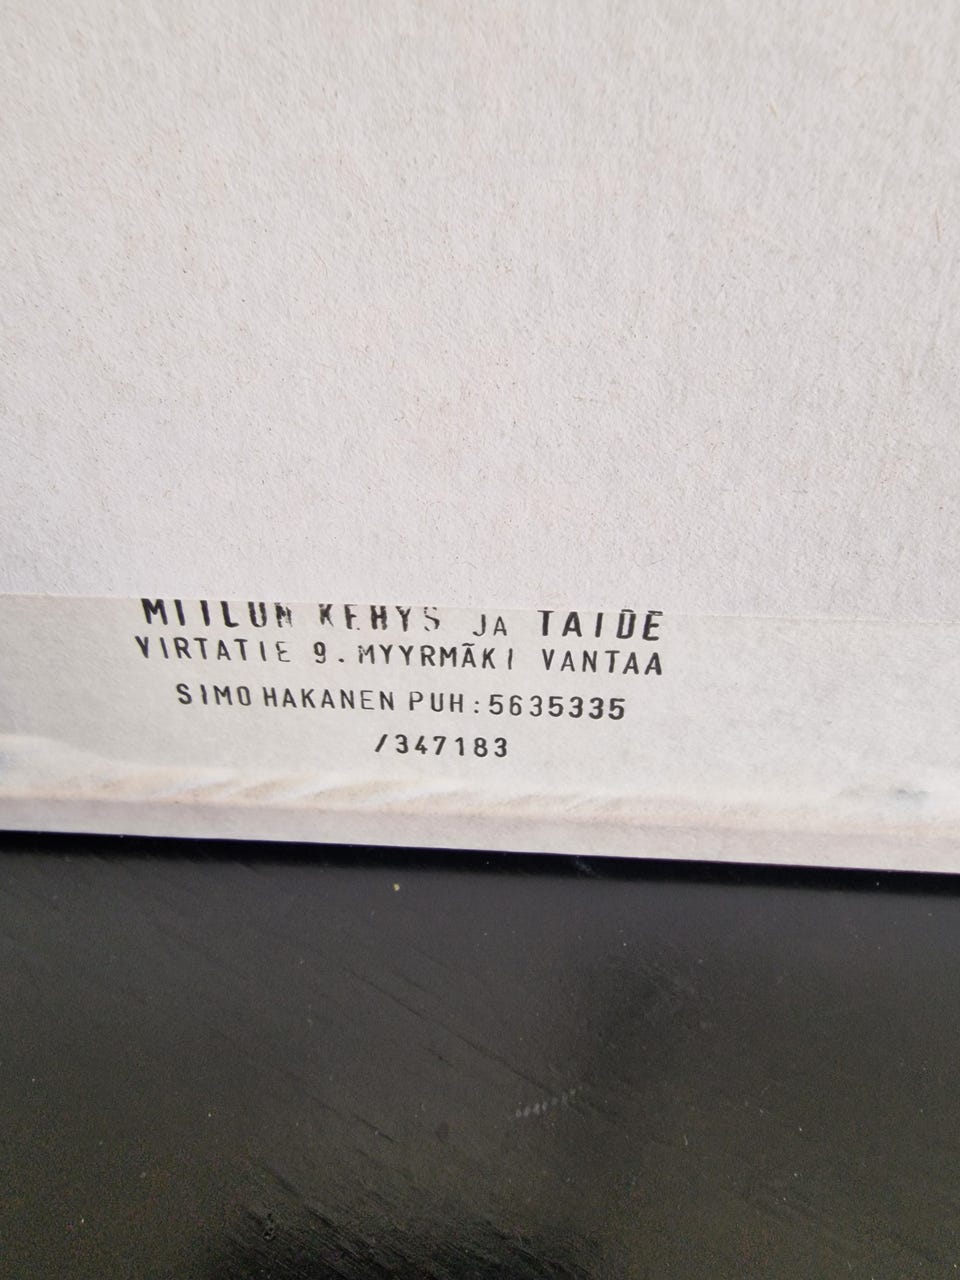 MIILUN KEHYS JA TAIDE
VIRTATIE 9. MYYRMÄKI VANTAA
SIMO HAKANEN PUH:5635335
/347183